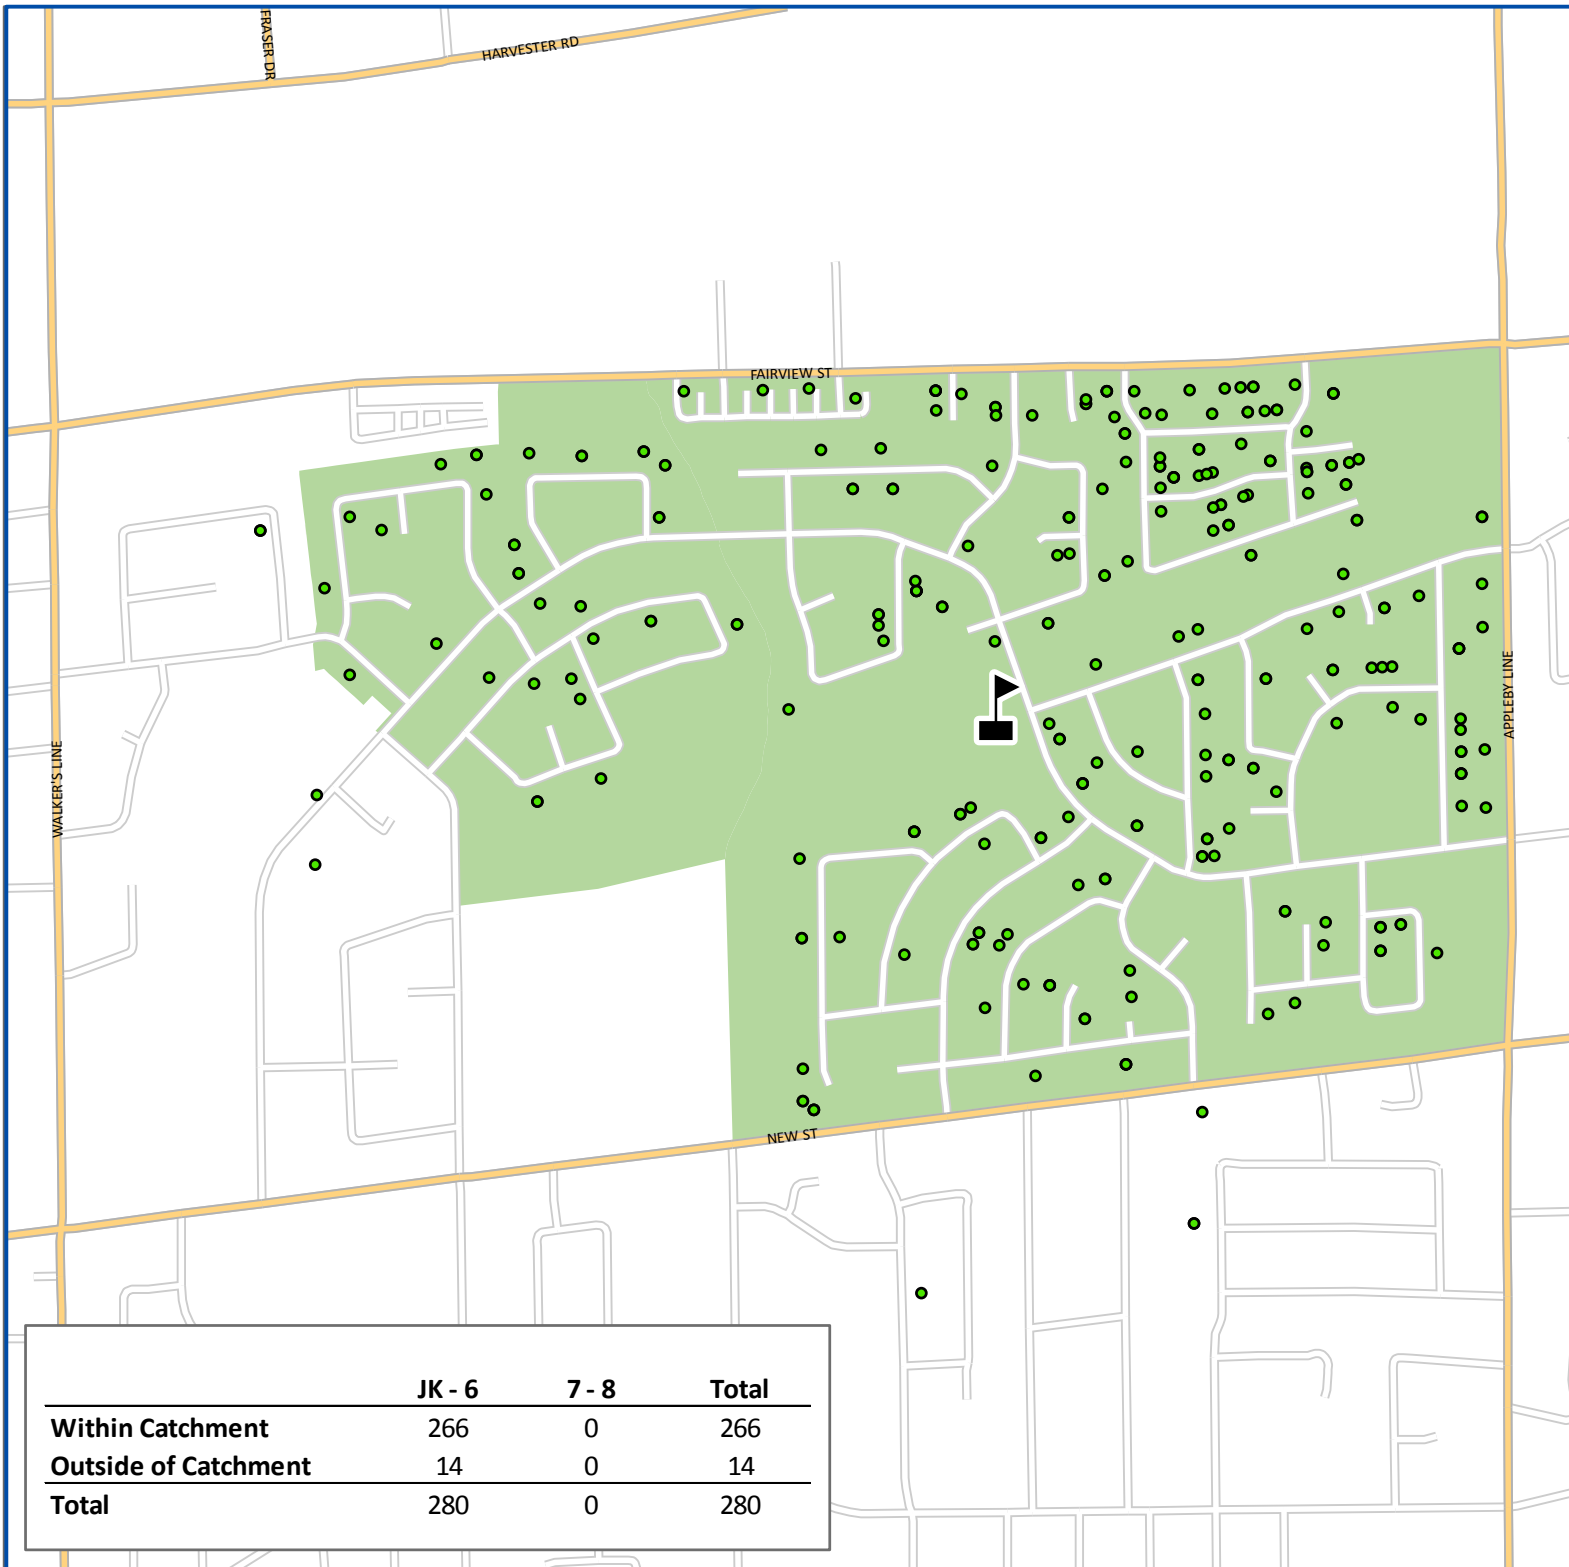 FRASER DR
HARVESTER RD
FAIRVIEW ST
APPLEBY LINE
WALKER'S LINE
NEW ST
JK - 6 7 - 8 Total
Within Catchment 266 0 266
Outside of Catchment 14 0 14
Total 280 0 280